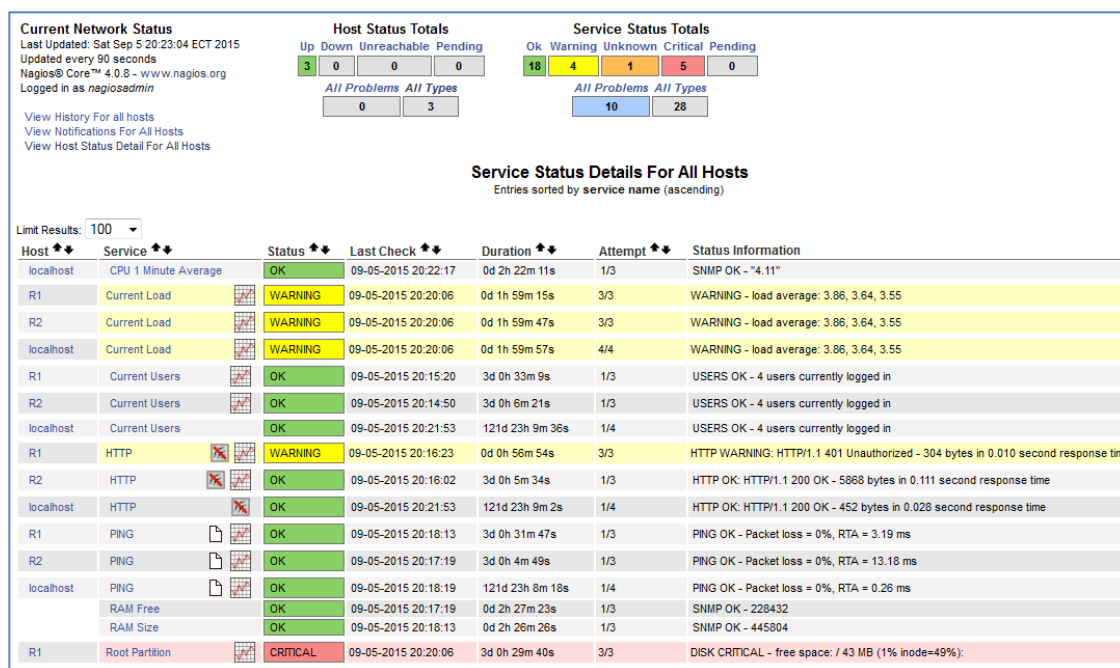 Current Network Status
Last Updated: Sat Sep 5 20:23:04 ECT 2015
Updated every 90 seconds
Nagios® Core™ 4.0.8 - www.nagios.org
Logged in as nagiosadmin
View History For all hosts
View Notifications For All Hosts
View Host Status Detail For All Hosts
Host Status Totals
Up Down Unreachable Pending
3 0 0 0
All Problems All Types
0 3
Service Status Totals
Ok Warning Unknown Critical Pending
18 4 1 5 0
All Problems All Types
10 28
Service Status Details For All Hosts
Entries sorted by service name (ascending)
Limit Results: 100
Host Service Status Last Check Duration Attempt Status Information
localhost CPU 1 Minute Average OK 09-05-2015 20:22:17 0d 2h 22m 11s 1/3 SNMP OK - "4.11"
R1 Current Load WARNING 09-05-2015 20:20:06 0d 1h 59m 15s 3/3 WARNING - load average: 3.86, 3.64, 3.55
R2 Current Load WARNING 09-05-2015 20:20:06 0d 1h 59m 47s 3/3 WARNING - load average: 3.86, 3.64, 3.55
localhost Current Load WARNING 09-05-2015 20:20:06 0d 1h 59m 57s 4/4 WARNING - load average: 3.86, 3.64, 3.55
R1 Current Users OK 09-05-2015 20:15:20 3d 0h 33m 9s 1/3 USERS OK - 4 users currently logged in
R2 Current Users OK 09-05-2015 20:14:50 3d 0h 6m 21s 1/3 USERS OK - 4 users currently logged in
localhost Current Users OK 09-05-2015 20:21:53 121d 23h 9m 36s 1/4 USERS OK - 4 users currently logged in
R1 HTTP WARNING 09-05-2015 20:16:23 0d 0h 56m 54s 3/3 HTTP WARNING: HTTP/1.1 401 Unauthorized - 304 bytes in 0.010 second response tim
R2 HTTP OK 09-05-2015 20:16:02 3d 0h 5m 34s 1/3 HTTP OK: HTTP/1.1 200 OK - 5868 bytes in 0.111 second response time
localhost HTTP OK 09-05-2015 20:21:53 121d 23h 9m 2s 1/4 HTTP OK: HTTP/1.1 200 OK - 452 bytes in 0.028 second response time
R1 PING OK 09-05-2015 20:18:13 3d 0h 31m 47s 1/3 PING OK - Packet loss = 0%, RTA = 3.19 ms
R2 PING OK 09-05-2015 20:17:19 3d 0h 4m 49s 1/3 PING OK - Packet loss = 0%, RTA = 13.18 ms
localhost PING OK 09-05-2015 20:18:19 121d 23h 8m 18s 1/4 PING OK - Packet loss = 0%, RTA = 0.26 ms
RAM Free OK 09-05-2015 20:17:19 0d 2h 27m 23s 1/3 SNMP OK - 228432
RAM Size OK 09-05-2015 20:18:13 0d 2h 26m 26s 1/3 SNMP OK - 445804
R1 Root Partition CRITICAL 09-05-2015 20:20:06 3d 0h 29m 40s 3/3 DISK CRITICAL - free space: / 43 MB (1% inode=49%):